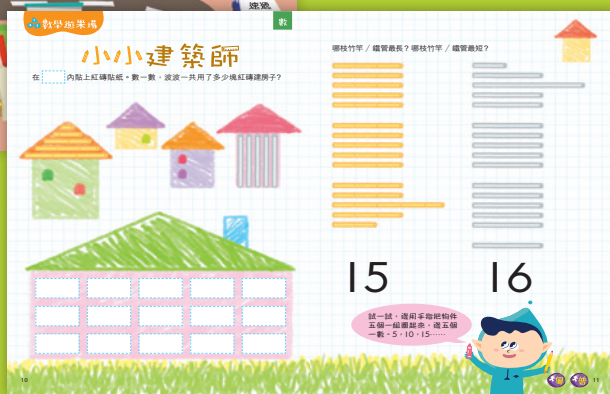 數學遊樂場
數
小小建築師
在 內貼上紅磚貼紙。數一數，波波一共用了多少塊紅磚建房子？
哪枝竹竿 / 鐵管最長？哪枝竹竿 / 鐵管最短？
15
16
試一試，邊用手指把物件
五個一組圈起來，邊五個
一數。5，10，15……
10
11